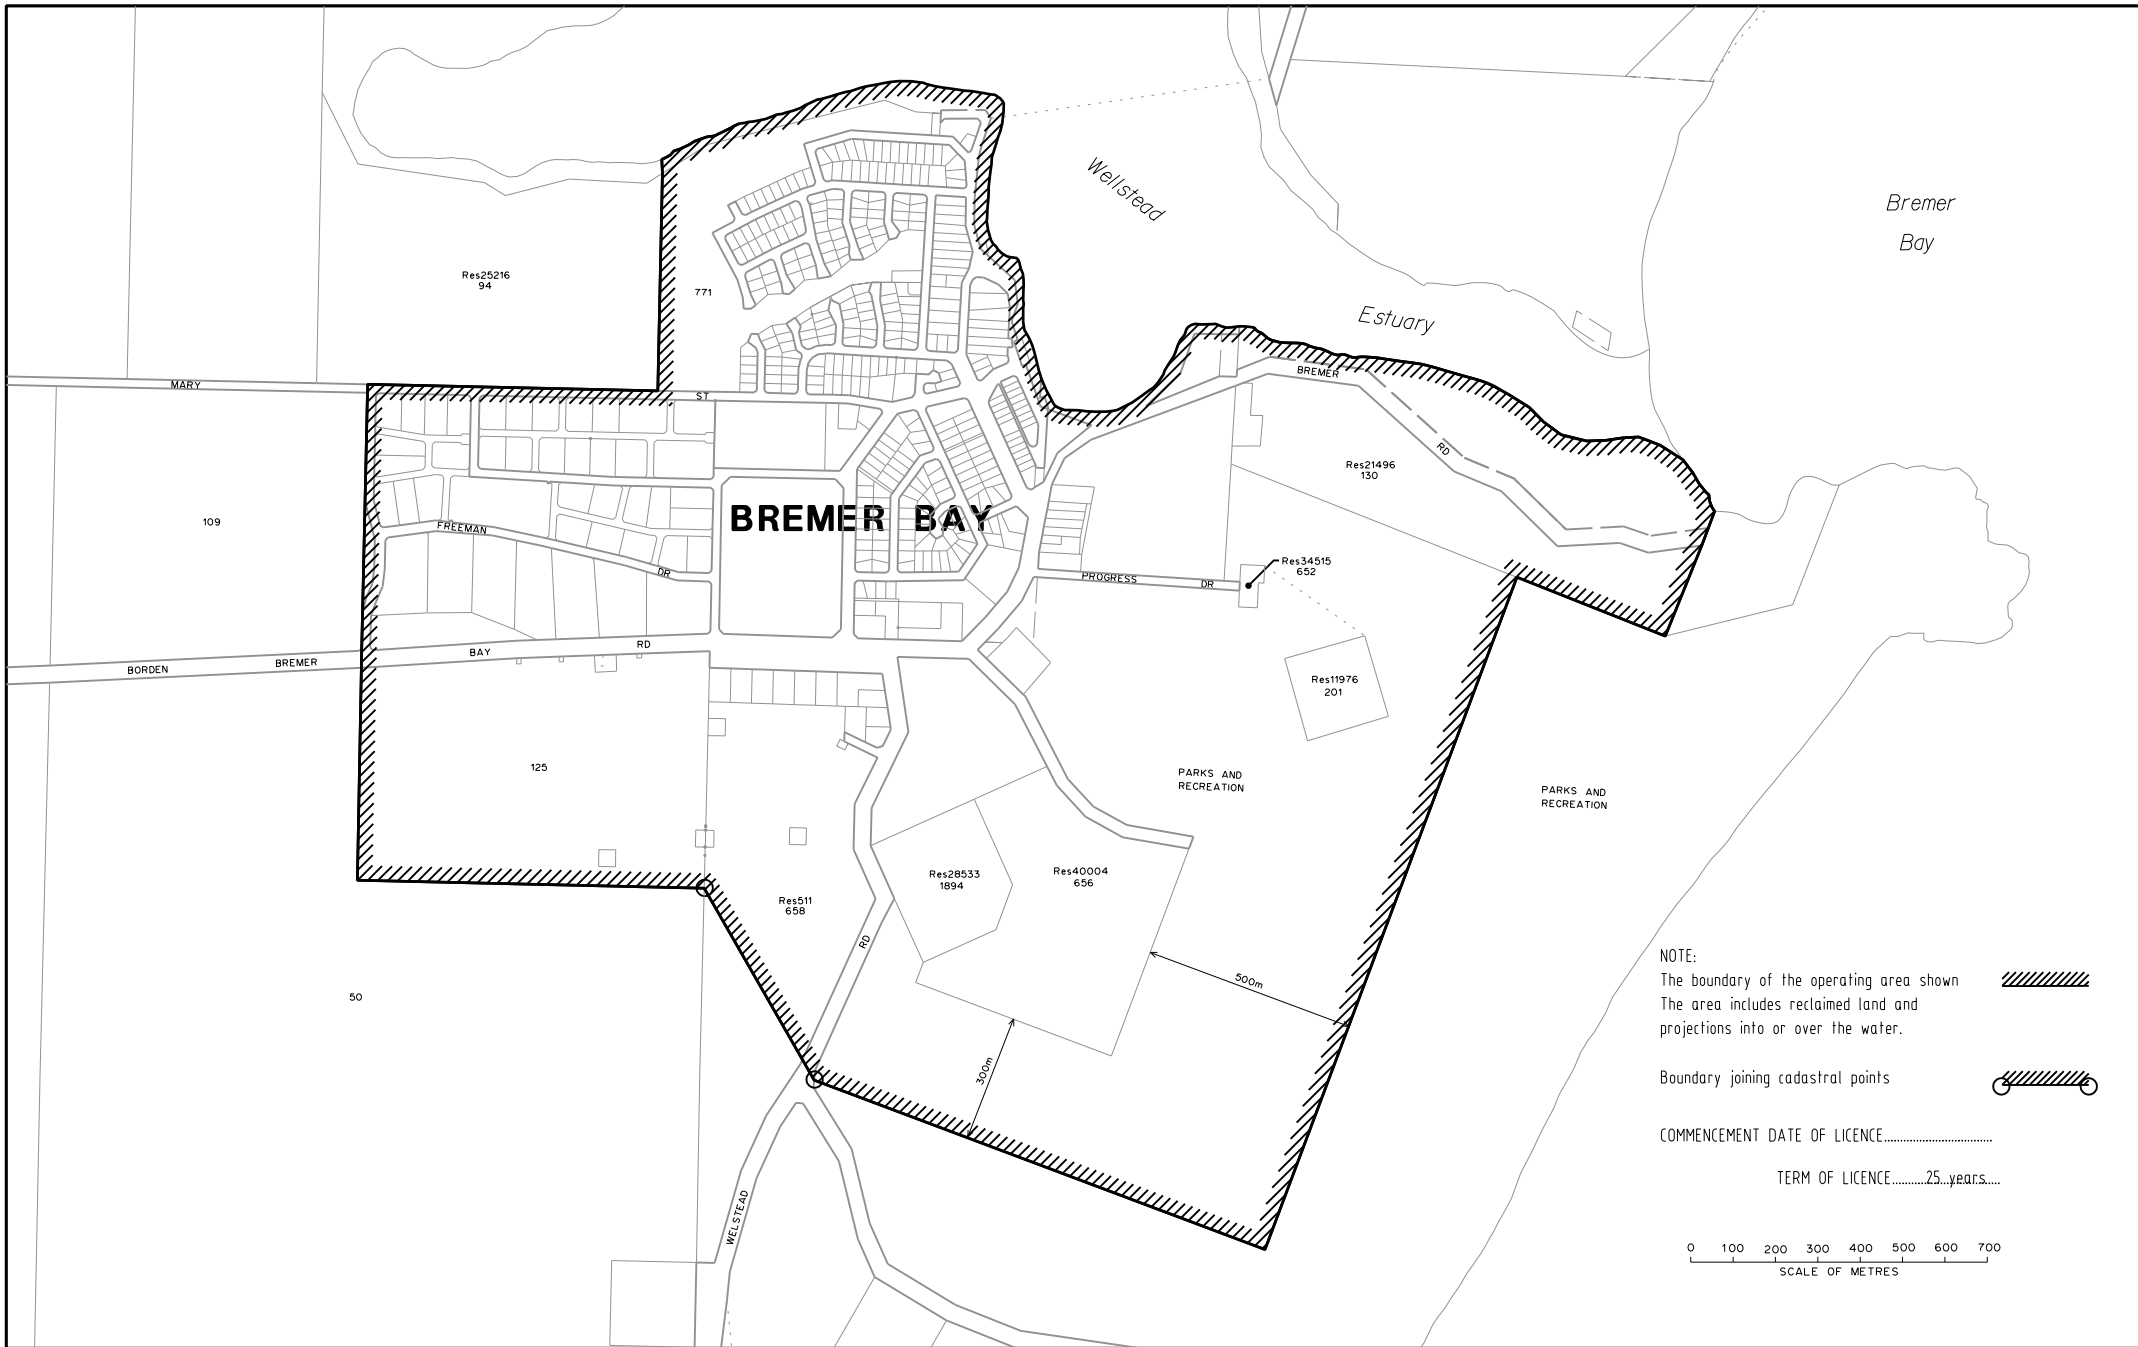 Wellstead
Bremer
Bay
Res25216
94
771
Estuary
MARY
ST
BREMER
RD
Res21496
130
109
BREMER BAY
FREEMAN
DR
Res34515
652
PROGRESS
DR
BORDEN
BREMER
BAY
RD
Res11976
201
125
PARKS AND
RECREATION
PARKS AND
RECREATION
Res28533
1894
Res40004
656
Res511
658
RD
50
500m
300m
WELSTEAD
NOTE:
The boundary of the operating area shown
The area includes reclaimed land and
projections into or over the water.
Boundary joining cadastral points
COMMENCEMENT DATE OF LICENCE....................................
TERM OF LICENCE...........25 years.....
0 100 200 300 400 500 600 700
SCALE OF METRES